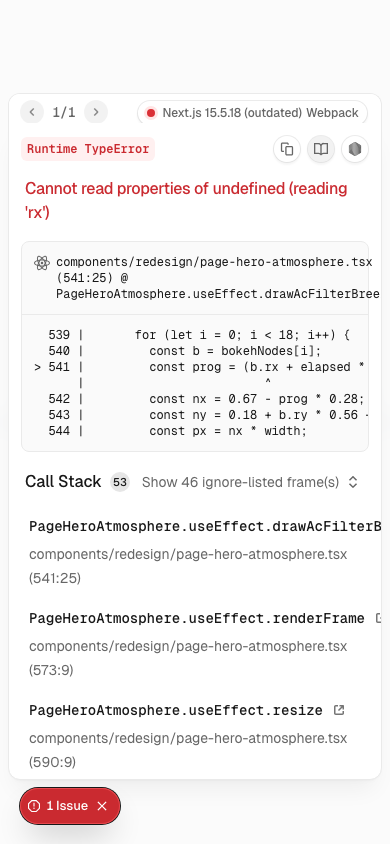 1/1
Next.js 15.5.18 (outdated) Webpack
Runtime TypeError
Cannot read properties of undefined (reading
'rx')
components/redesign/page-hero-atmosphere.tsx
(541:25) @
PageHeroAtmosphere.useEffect.drawAcFilterBree
539 | for (let i = 0; i < 18; i++) {
540 | const b = bokehNodes[i];
> 541 | const prog = (b.rx + elapsed *
| ^
542 | const nx = 0.67 - prog * 0.28;
543 | const ny = 0.18 + b.ry * 0.56 -
544 | const px = nx * width;
Call Stack 53 Show 46 ignore-listed frame(s)
PageHeroAtmosphere.useEffect.drawAcFilterB
components/redesign/page-hero-atmosphere.tsx
(541:25)
PageHeroAtmosphere.useEffect.renderFrame
components/redesign/page-hero-atmosphere.tsx
(573:9)
PageHeroAtmosphere.useEffect.resize
components/redesign/page-hero-atmosphere.tsx
(590:9)
1 Issue